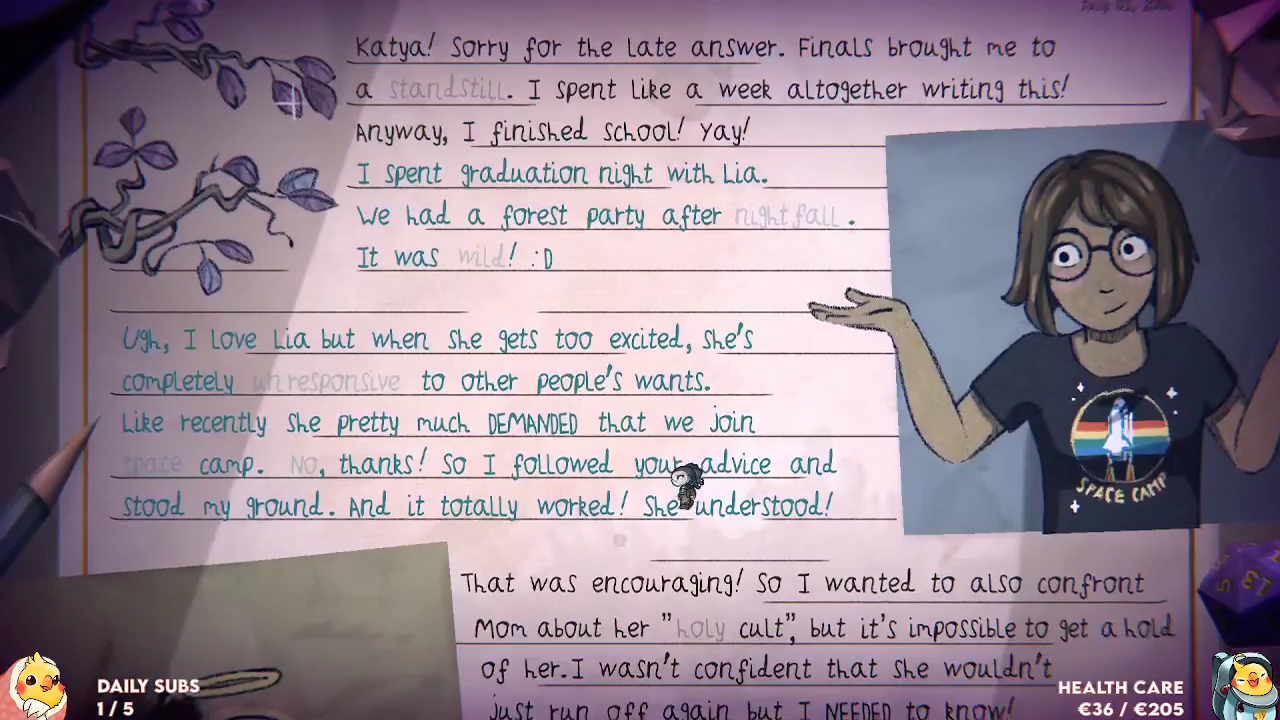 Katya! Sorry for the late answer. Finals brought me to
a standstill. I spent like a week altogether writing this!
Anyway, I finished school! Yay!
I spent graduation night with Lia.
We had a forest party after nightfall.
It was wild! :D
Ugh, I love Lia but when she gets too excited, she's
completely unresponsive to other people's wants.
Like recently she pretty much DEMANDED that we join
space camp. No, thanks! So I followed your advice and
stood my ground. And it totally worked! She understood!
SPACE CAMP
That was encouraging! So I wanted to also confront
Mom about her "holy cult", but it's impossible to get a hold
of her. I wasn't confident that she wouldn't
just run off again but I NEEDED to know!
DAILY SUBS
1 / 5
HEALTH CARE
€36 / €205